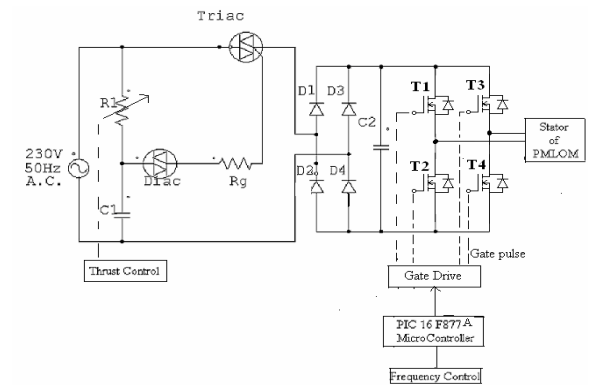 Triac
D1
D3
T1
T3
R1
C2
Stator
of
PMLOM
230V
50Hz
A.C.
Diac
Rg
D2
D4
T2
T4
C1
Gate pulse
Thrust Control
Gate Drive
PIC 16 F877A
MicroController
Frequency Control